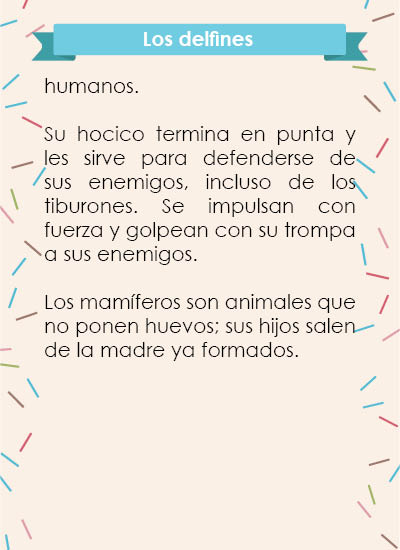 Los delfines
humanos.
Su hocico termina en punta y
les sirve para defenderse de
sus enemigos, incluso de los
tiburones. Se impulsan con
fuerza y golpean con su trompa
a sus enemigos.
Los mamíferos son animales que
no ponen huevos; sus hijos salen
de la madre ya formados.